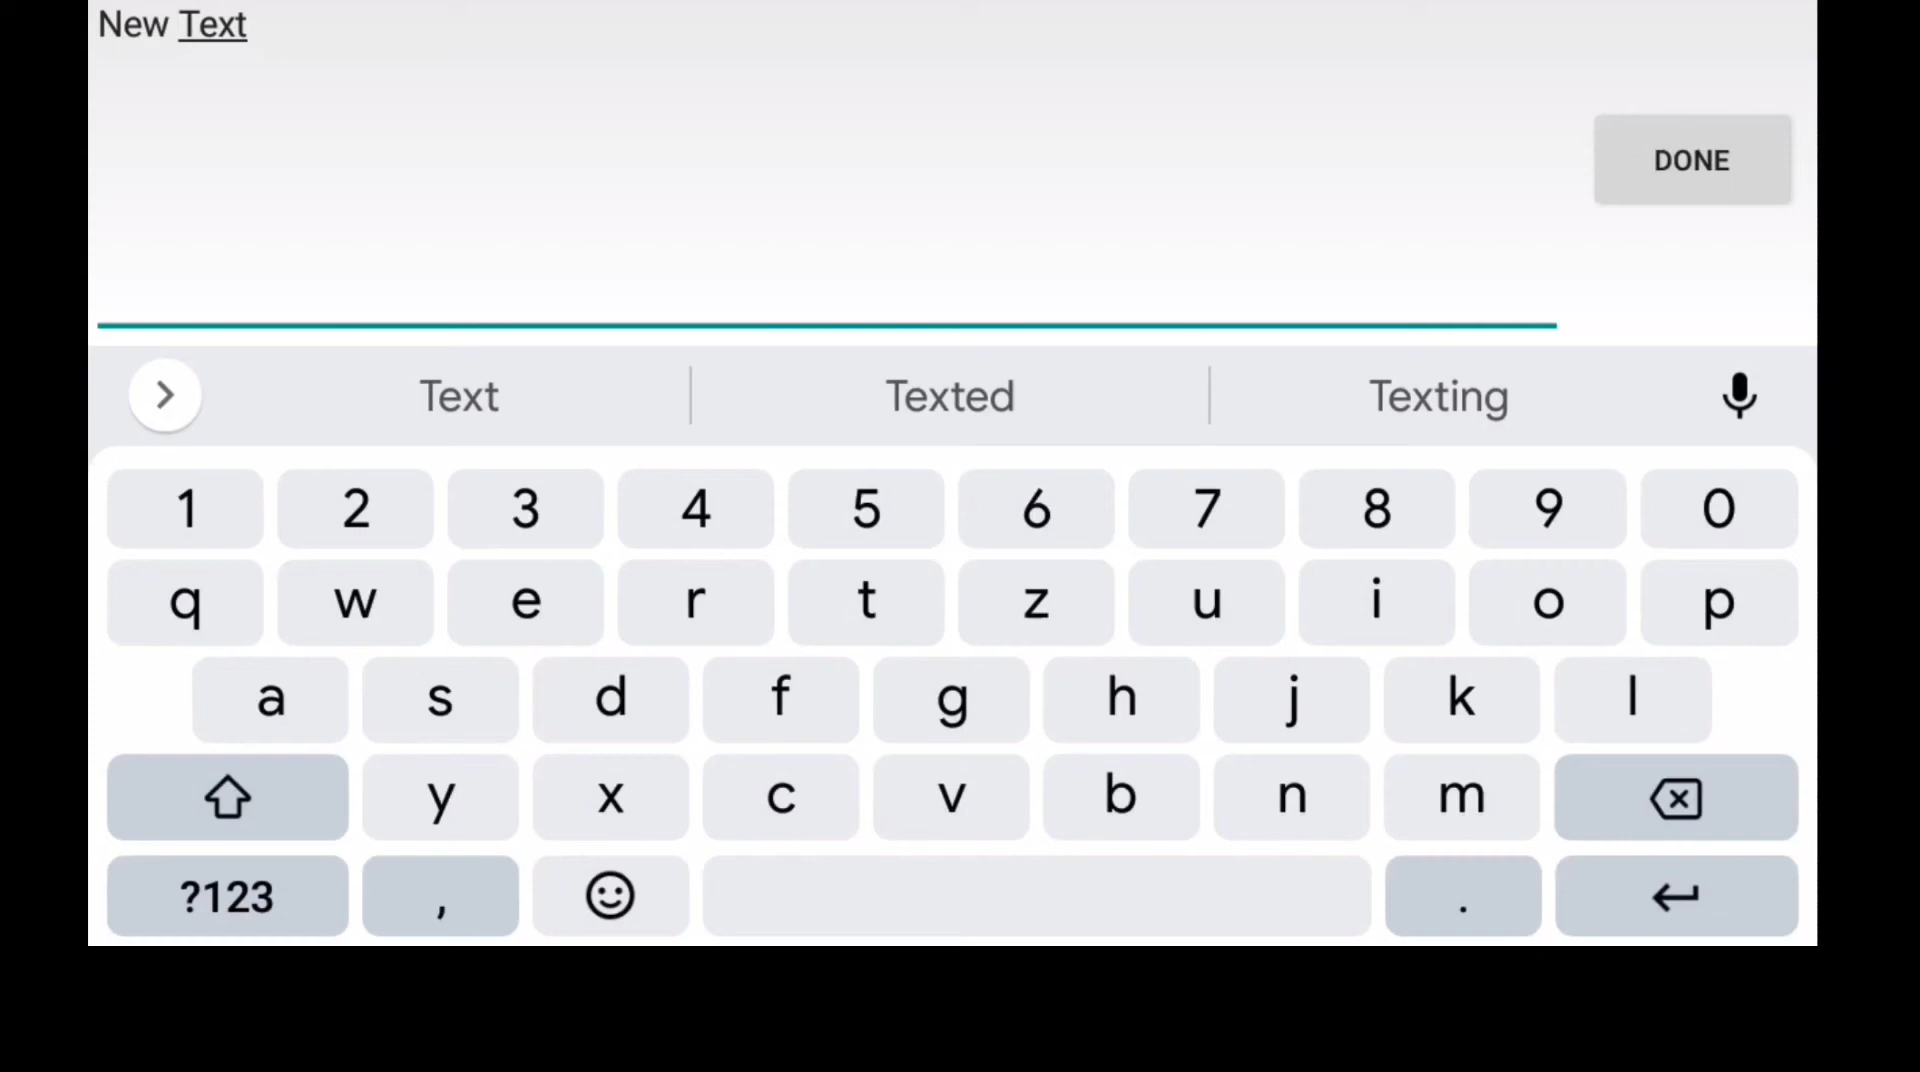 New Text
DONE
Text Texted Texting
1 2 3 4 5 6 7 8 9 0
q w e r t z u i o p
a s d f g h j k l
y x c v b n m
?123 , .